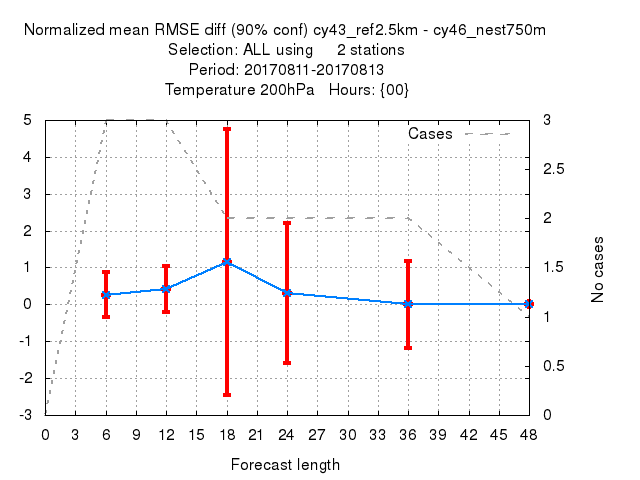 Normalized mean RMSE diff (90% conf) cy43_ref2.5km - cy46_nest750m
Selection: ALL using 2 stations
Period: 20170811-20170813
Temperature 200hPa Hours: {00}
Cases
5
4
3
2
1
0
-1
-2
-3
3
2.5
2
1.5
1
0.5
0
No cases
0 3 6 9 12 15 18 21 24 27 30 33 36 39 42 45 48
Forecast length